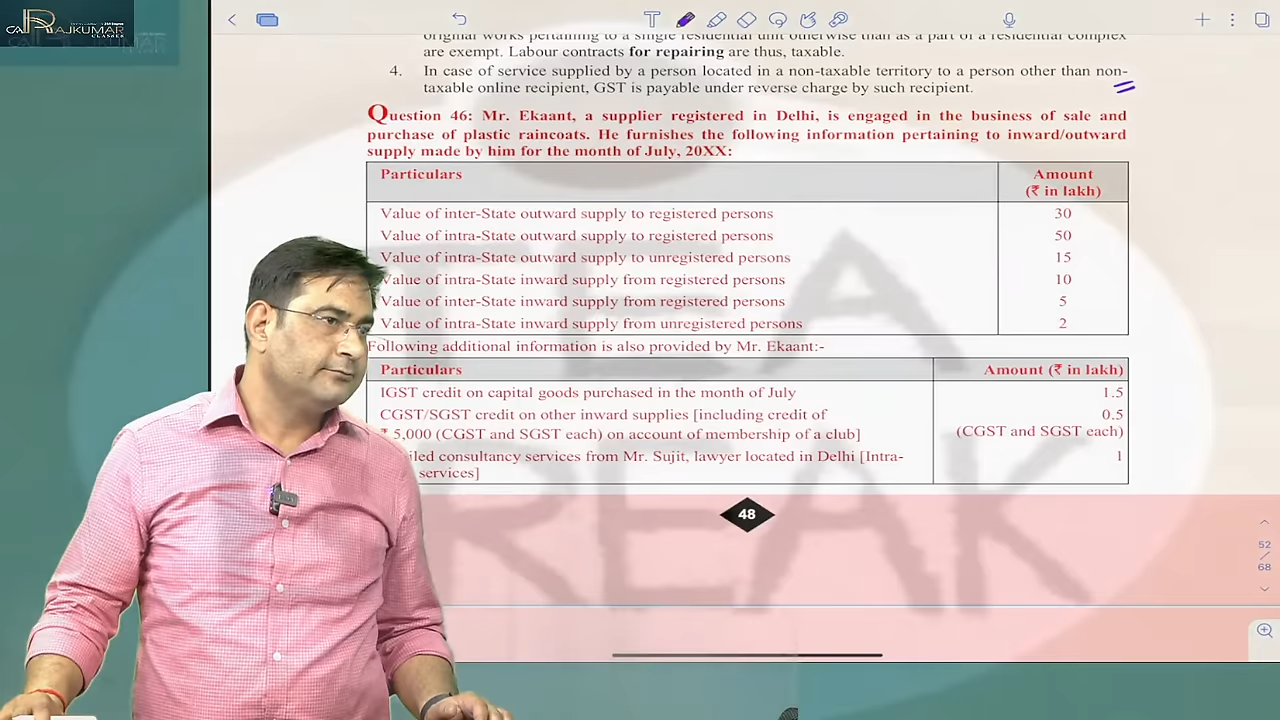 CA RAJKUMAR
CLASSES
original works pertaining to a single residential unit otherwise than as a part of a residential complex
are exempt. Labour contracts for repairing are thus, taxable.
4. In case of service supplied by a person located in a non-taxable territory to a person other than non-
taxable online recipient, GST is payable under reverse charge by such recipient.
Question 46: Mr. Ekaant, a supplier registered in Delhi, is engaged in the business of sale and
purchase of plastic raincoats. He furnishes the following information pertaining to inward/outward
supply made by him for the month of July, 20XX:
Particulars Amount
(₹ in lakh)
Value of inter-State outward supply to registered persons 30
Value of intra-State outward supply to registered persons 50
Value of intra-State outward supply to unregistered persons 15
Value of intra-State inward supply from registered persons 10
Value of inter-State inward supply from registered persons 5
Value of intra-State inward supply from unregistered persons 2
Following additional information is also provided by Mr. Ekaant:-
Particulars Amount (₹ in lakh)
IGST credit on capital goods purchased in the month of July 1.5
CGST/SGST credit on other inward supplies [including credit of 0.5
₹ 5,000 (CGST and SGST each) on account of membership of a club] (CGST and SGST each)
iled consultancy services from Mr. Sujit, lawyer located in Delhi [Intra- 1
services]
48
52
/
68